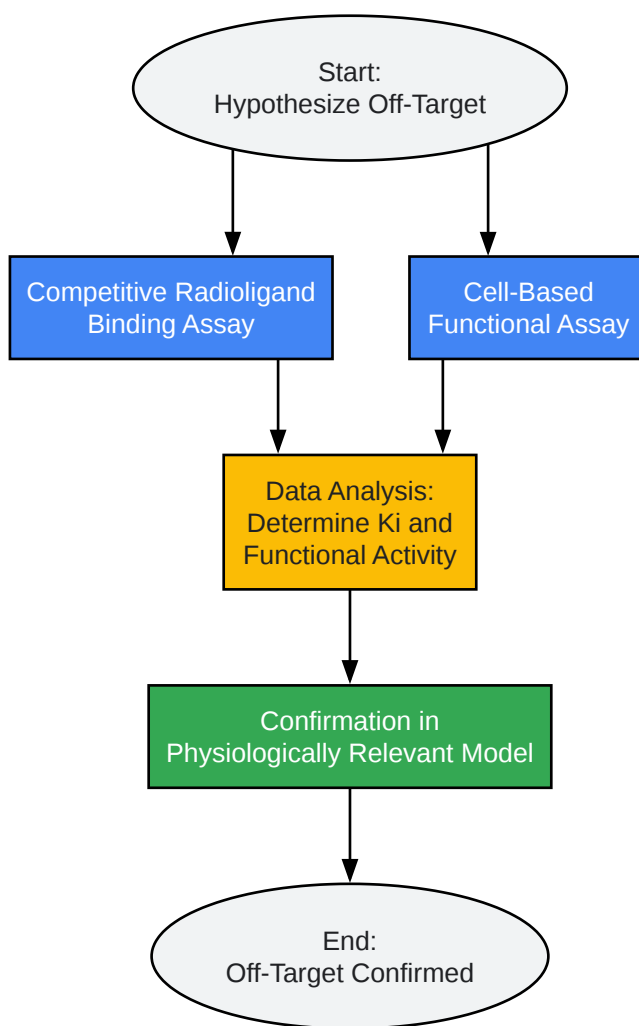 Start:
Hypothesize Off-Target
Competitive Radioligand
Binding Assay
Cell-Based
Functional Assay
Data Analysis:
Determine Ki and
Functional Activity
Confirmation in
Physiologically Relevant Model
End:
Off-Target Confirmed